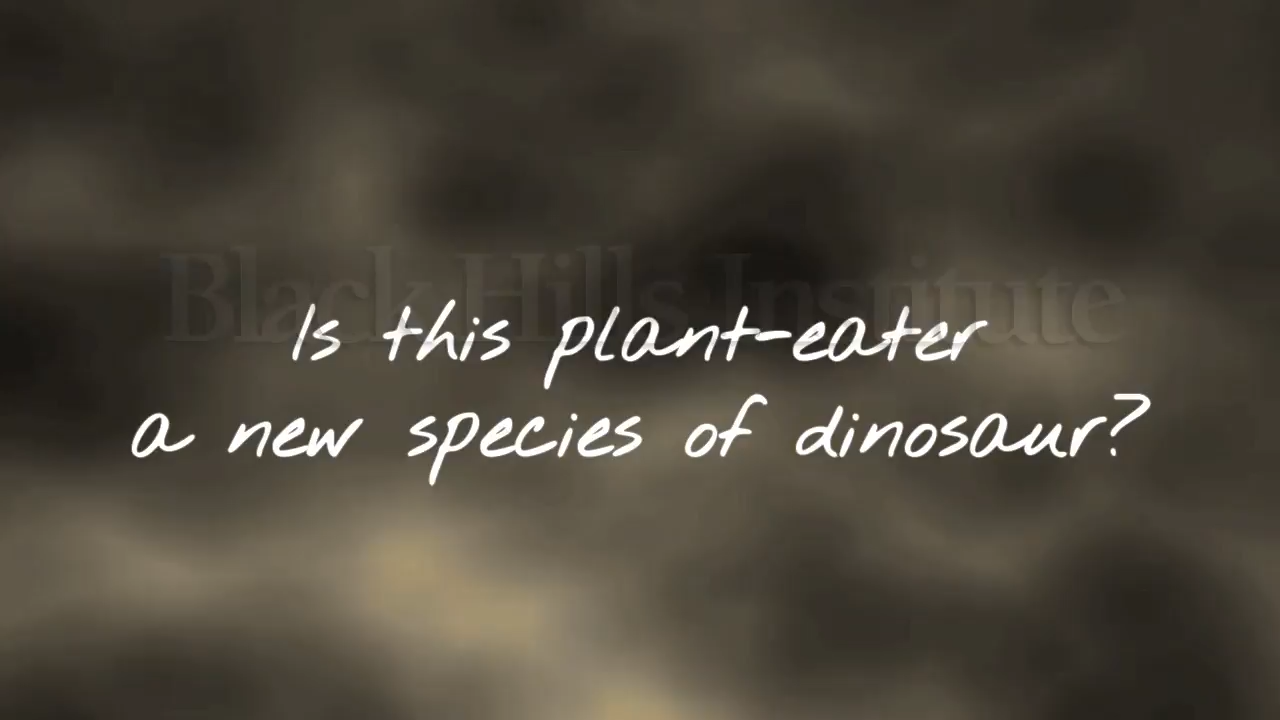 Black Hills Institute
Is this plant-eater
a new species of dinosaur?